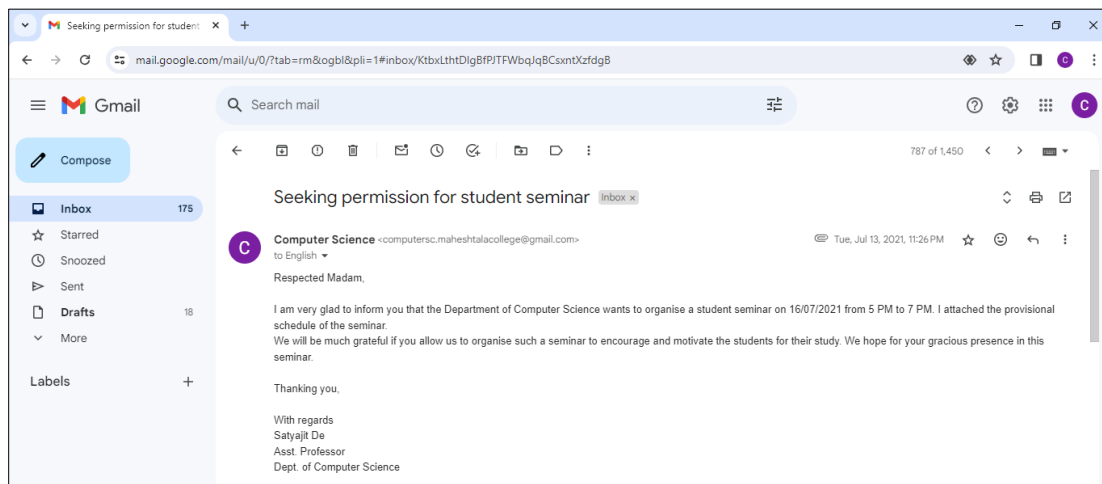 Seeking permission for student
mail.google.com/mail/u/0/?tab=rm&ogbl&pli=1#inbox/KtbxLthtDlgBfPJTFWbqJqBCsxntXzfdgB
C
Gmail
Search mail
C
Compose
787 of 1,450
Seeking permission for student seminar Inbox x
Inbox 175
Starred
Snoozed
Sent
Drafts 18
More
Labels
C
Computer Science <computersc.maheshtalacollege@gmail.com>
Tue, Jul 13, 2021, 11:26 PM
to English
Respected Madam,
I am very glad to inform you that the Department of Computer Science wants to organise a student seminar on 16/07/2021 from 5 PM to 7 PM. I attached the provisional
schedule of the seminar.
We will be much grateful if you allow us to organise such a seminar to encourage and motivate the students for their study. We hope for your gracious presence in this
seminar.
Thanking you,
With regards
Satyajit De
Asst. Professor
Dept. of Computer Science